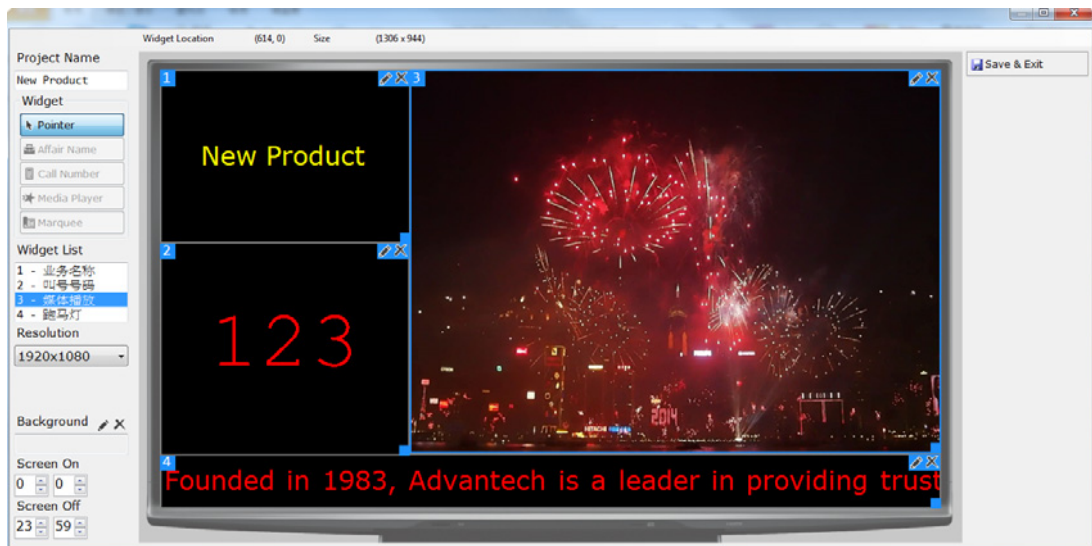 Widget Location (614, 0) Size (1306 x 944)
Project Name
New Product
Widget
Pointer
Affair Name
Call Number
Media Player
Marquee
Widget List
1 - 业务名称
2 - 叫号号码
3 - 媒体播放
4 - 跑马灯
Resolution
1920x1080
Background
Screen On
0 0
Screen Off
23 59
1
New Product
2
123
3
2014
HITACHI
4
Founded in 1983, Advantech is a leader in providing trust
Save & Exit